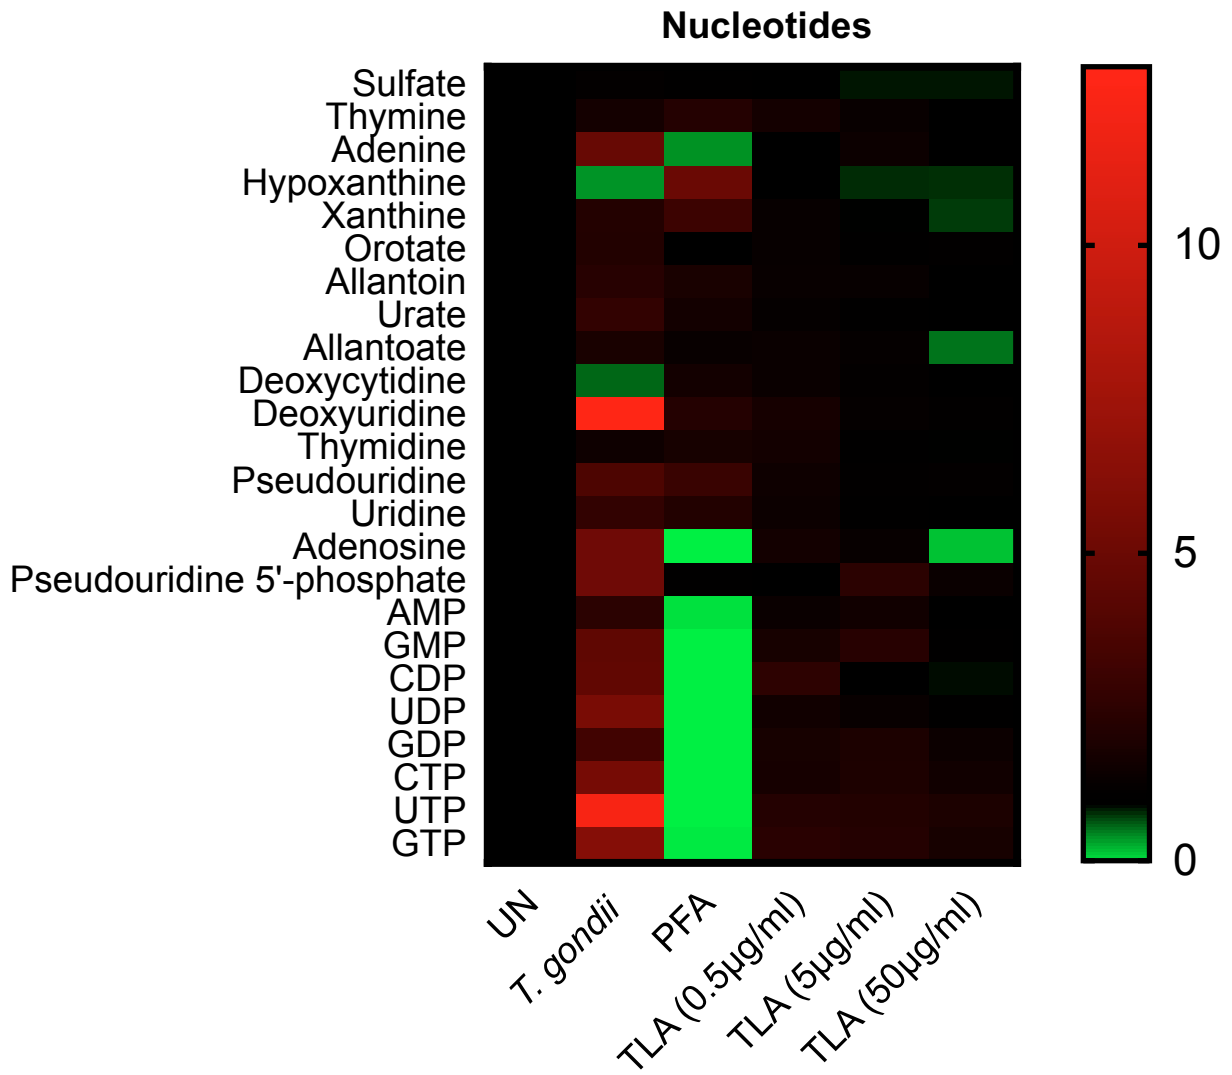 Nucleotides
Sulfate
Thymine
Adenine
Hypoxanthine
Xanthine
Orotate
Allantoin
Urate
Allantoate
Deoxycytidine
Deoxyuridine
Thymidine
Pseudouridine
Uridine
Adenosine
Pseudouridine 5'-phosphate
AMP
GMP
CDP
UDP
GDP
CTP
UTP
GTP
UN
T. gondii
PFA
TLA (0.5µg/ml)
TLA (5µg/ml)
TLA (50µg/ml)
10
5
0